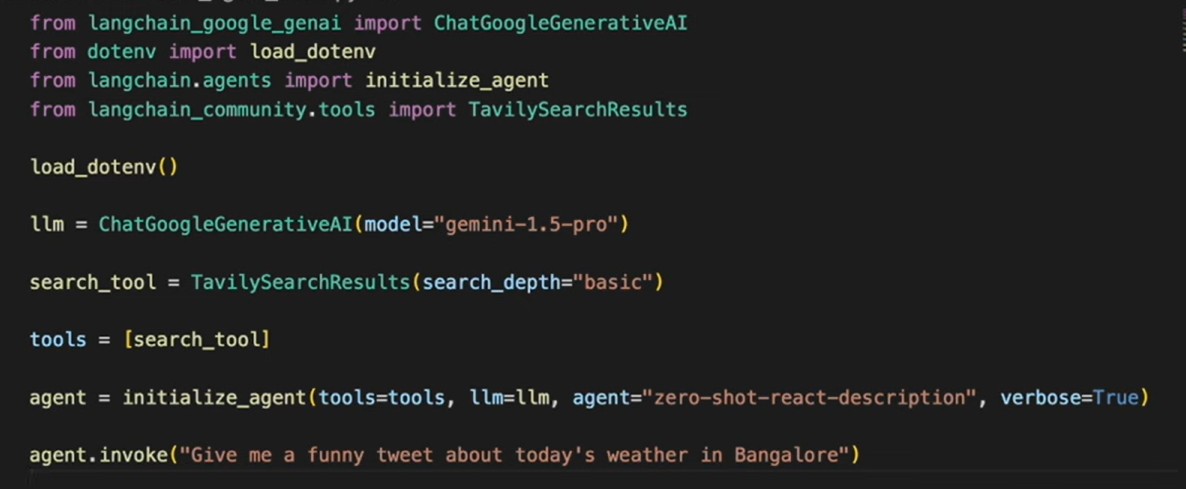 from langchain_google_genai import ChatGoogleGenerativeAI
from dotenv import load_dotenv
from langchain.agents import initialize_agent
from langchain_community.tools import TavilySearchResults
load_dotenv()
llm = ChatGoogleGenerativeAI(model="gemini-1.5-pro")
search_tool = TavilySearchResults(search_depth="basic")
tools = [search_tool]
agent = initialize_agent(tools=tools, llm=llm, agent="zero-shot-react-description", verbose=True)
agent.invoke("Give me a funny tweet about today's weather in Bangalore")